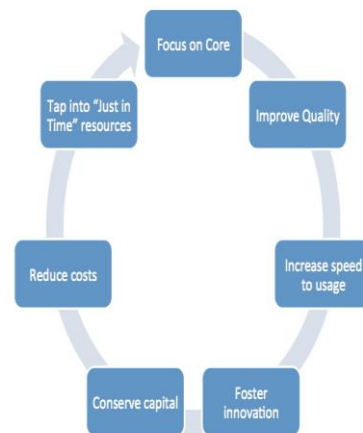 Focus on Core
Improve Quality
Increase speed
to usage
Foster
innovation
Conserve capital
Reduce costs
Tap into “Just in
Time” resources